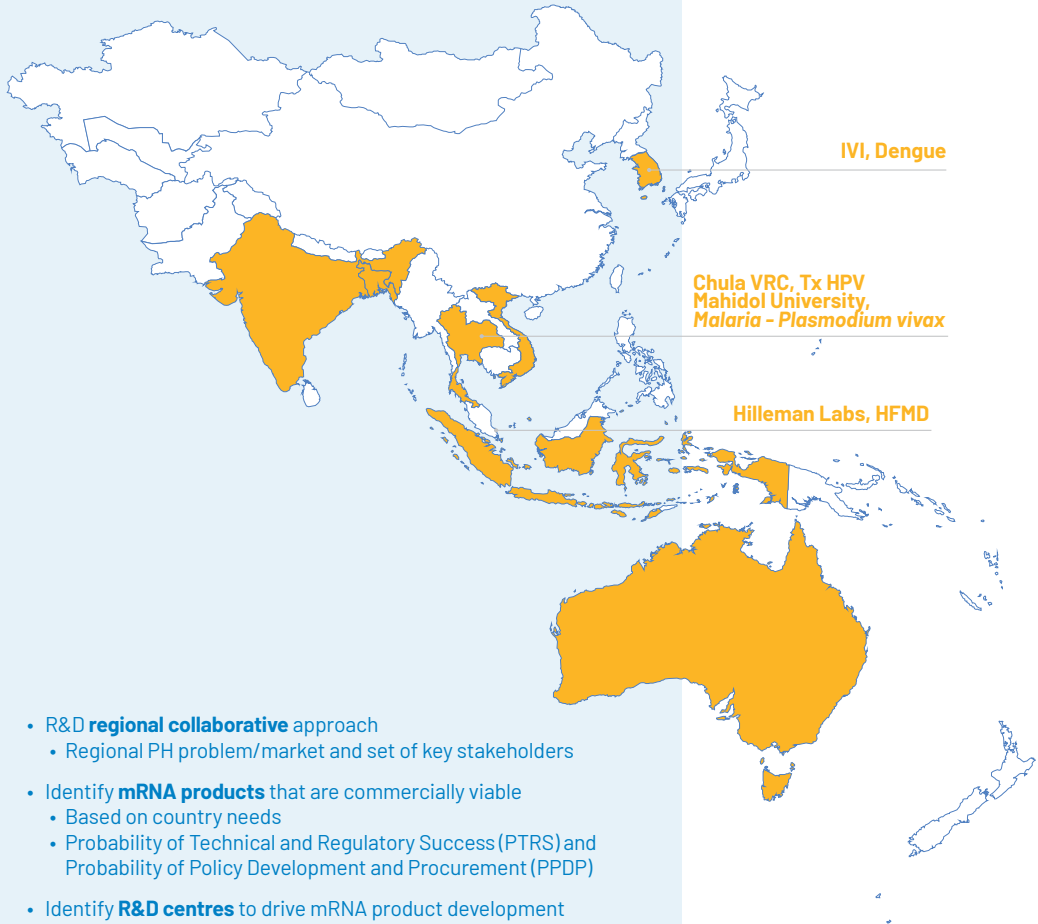 IVI, Dengue
Chula VRC, Tx HPV
Mahidol University,
Malaria - Plasmodium vivax
Hilleman Labs, HFMD
• R&D regional collaborative approach
• Regional PH problem/market and set of key stakeholders
• Identify mRNA products that are commercially viable
• Based on country needs
• Probability of Technical and Regulatory Success (PTRS) and
Probability of Policy Development and Procurement (PPDP)
• Identify R&D centres to drive mRNA product development